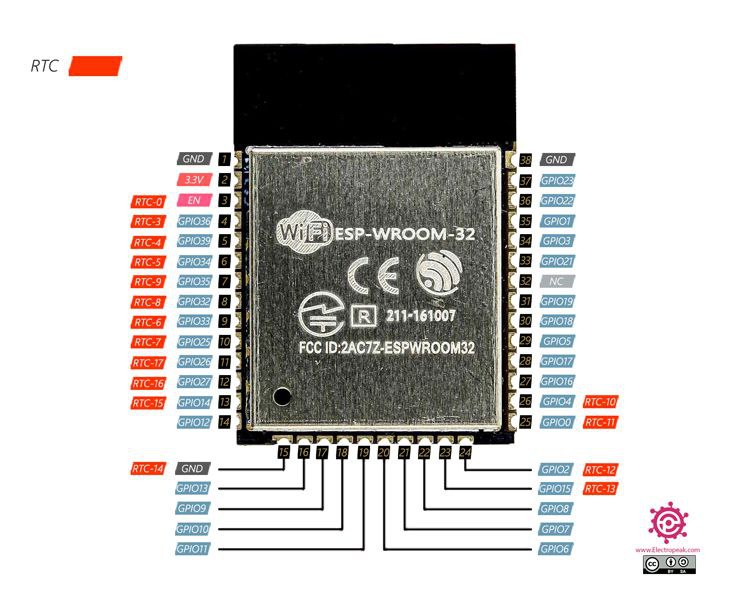 RTC
GND 1
3.3V 2
RTC-0 EN 3
RTC-3 GPIO36 4
RTC-4 GPIO39 5
RTC-5 GPIO34 6
RTC-9 GPIO35 7
RTC-8 GPIO32 8
RTC-6 GPIO33 9
RTC-7 GPIO25 10
RTC-17 GPIO26 11
RTC-16 GPIO27 12
RTC-15 GPIO14 13
GPIO12 14
WiFi ESP-WROOM-32
CE
R 211-161007
FCC ID:2AC7Z-ESPWROOM32
38 GND
37 GPIO23
36 GPIO22
35 GPIO1
34 GPIO3
33 GPIO21
32 NC
31 GPIO19
30 GPIO18
29 GPIO5
28 GPIO17
27 GPIO16
26 GPIO4 RTC-10
25 GPIO0 RTC-11
15 16 17 18 19 20 21 22 23 24
RTC-14 GND
GPIO13
GPIO9
GPIO10
GPIO11
GPIO2 RTC-12
GPIO15 RTC-13
GPIO8
GPIO7
GPIO6
www.Electropeak.com
cc BY SA